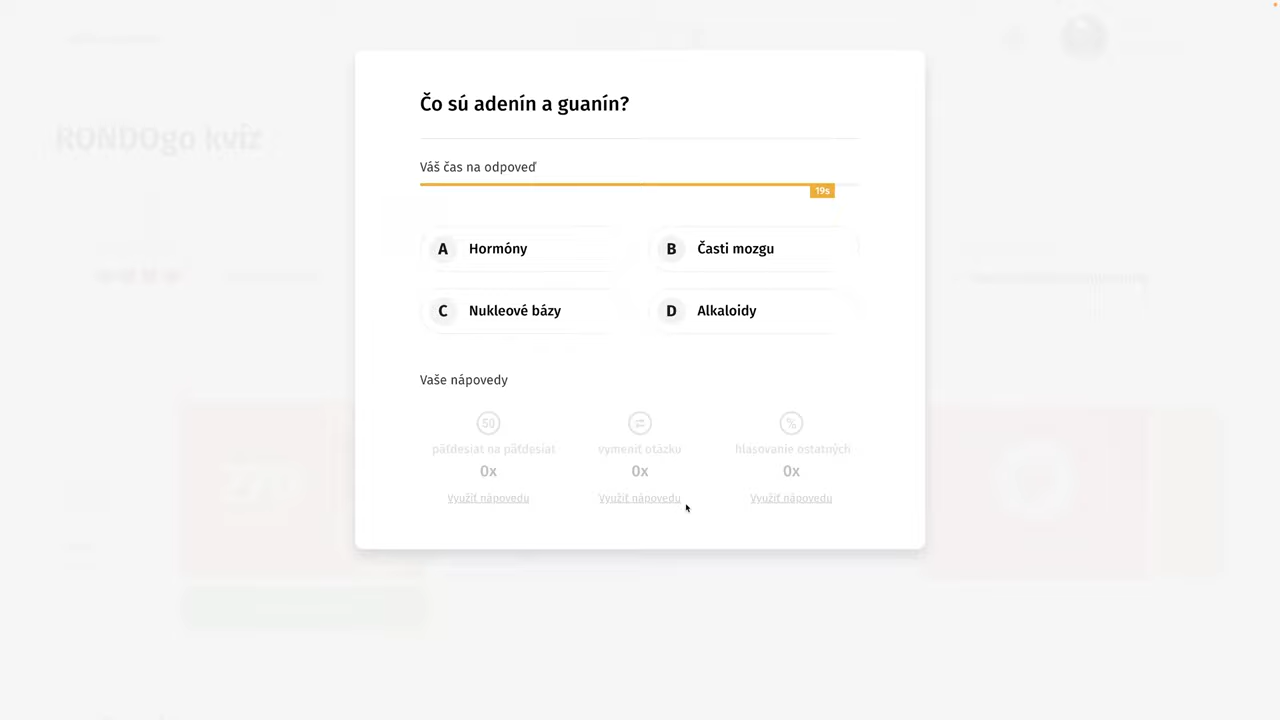 Čo sú adenín a guanín?
RONDOgo kvíz
Váš čas na odpoveď
19s
A Hormóny
B Časti mozgu
C Nukleové bázy
D Alkaloidy
Vaše nápovedy
50
%
päťdesiat na päťdesiat
vymeniť otázku
hlasovanie ostatných
0x
0x
0x
Využiť nápovedu
Využiť nápovedu
Využiť nápovedu